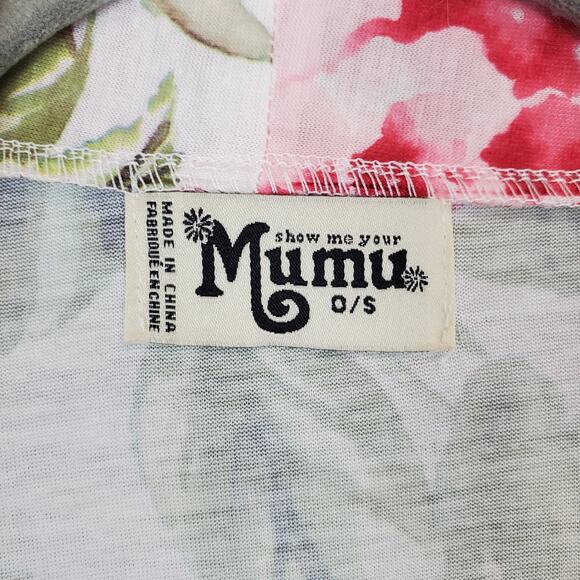 MADE IN CHINA
FABRIQUÉ EN CHINE
show me your
Mumu
O/S